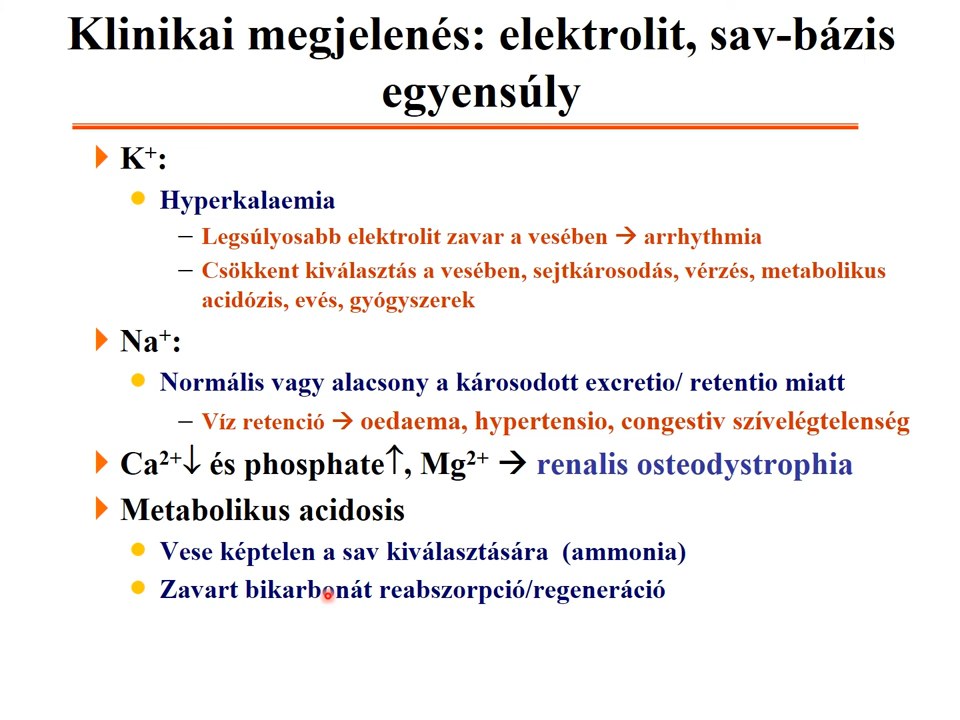 Klinikai megjelenés: elektrolit, sav-bázis
egyensúly
K⁺:
Hyperkalaemia
– Legsúlyosabb elektrolit zavar a vesében → arrhythmia
– Csökkent kiválasztás a vesében, sejtkárosodás, vérzés, metabolikus
acidózis, evés, gyógyszerek
Na⁺:
Normális vagy alacsony a károsodott excretio/ retentio miatt
– Víz retenció → oedaema, hypertensio, congestiv szívelégtelenség
Ca²⁺↓ és phosphate↑, Mg²⁺ → renalis osteodystrophia
Metabolikus acidosis
Vese képtelen a sav kiválasztására (ammonia)
Zavart bikarbonát reabszorpció/regeneráció